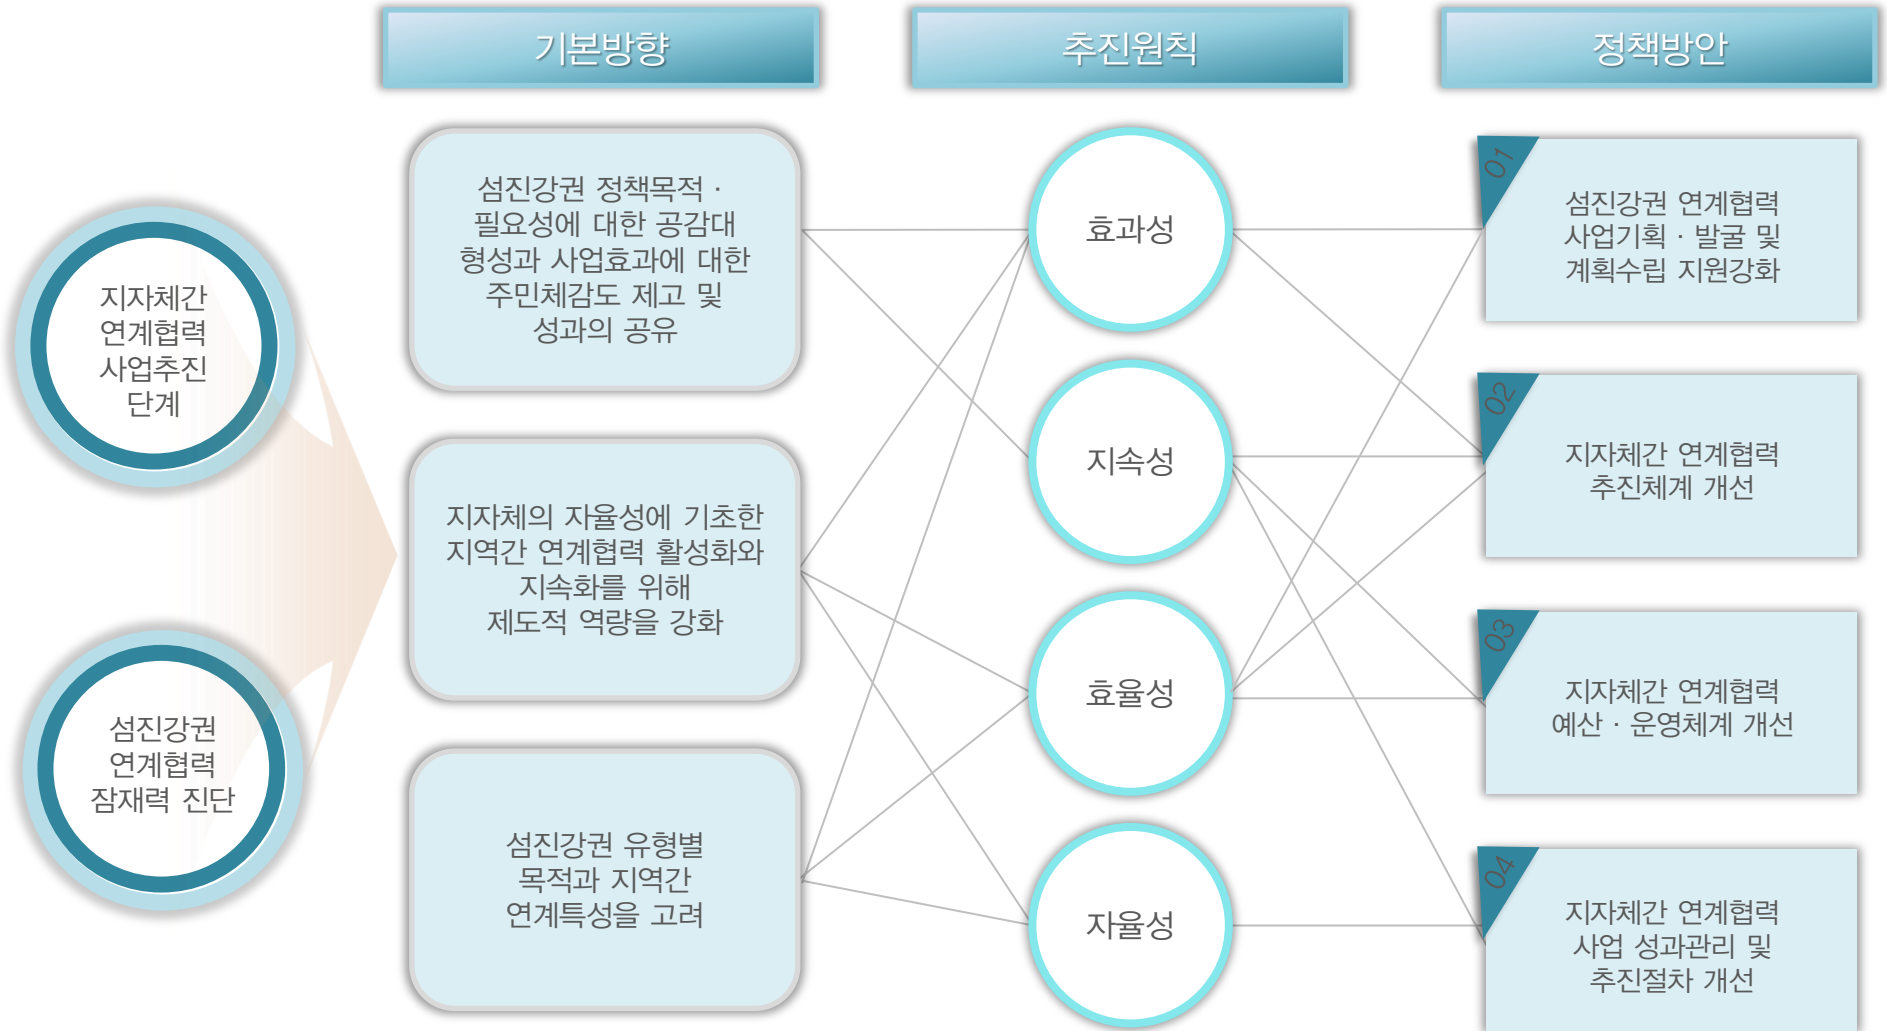 기본방향
추진원칙
정책방안
지자체간
연계협력
사업추진
단계
섬진강권
연계협력
잠재력 진단
섬진강권 정책목적 ·
필요성에 대한 공감대
형성과 사업효과에 대한
주민체감도 제고 및
성과의 공유
지자체의 자율성에 기초한
지역간 연계협력 활성화와
지속화를 위해
제도적 역량을 강화
섬진강권 유형별
목적과 지역간
연계특성을 고려
효과성
지속성
효율성
자율성
01
섬진강권 연계협력
사업기획 · 발굴 및
계획수립 지원강화
02
지자체간 연계협력
추진체계 개선
03
지자체간 연계협력
예산 · 운영체계 개선
04
지자체간 연계협력
사업 성과관리 및
추진절차 개선